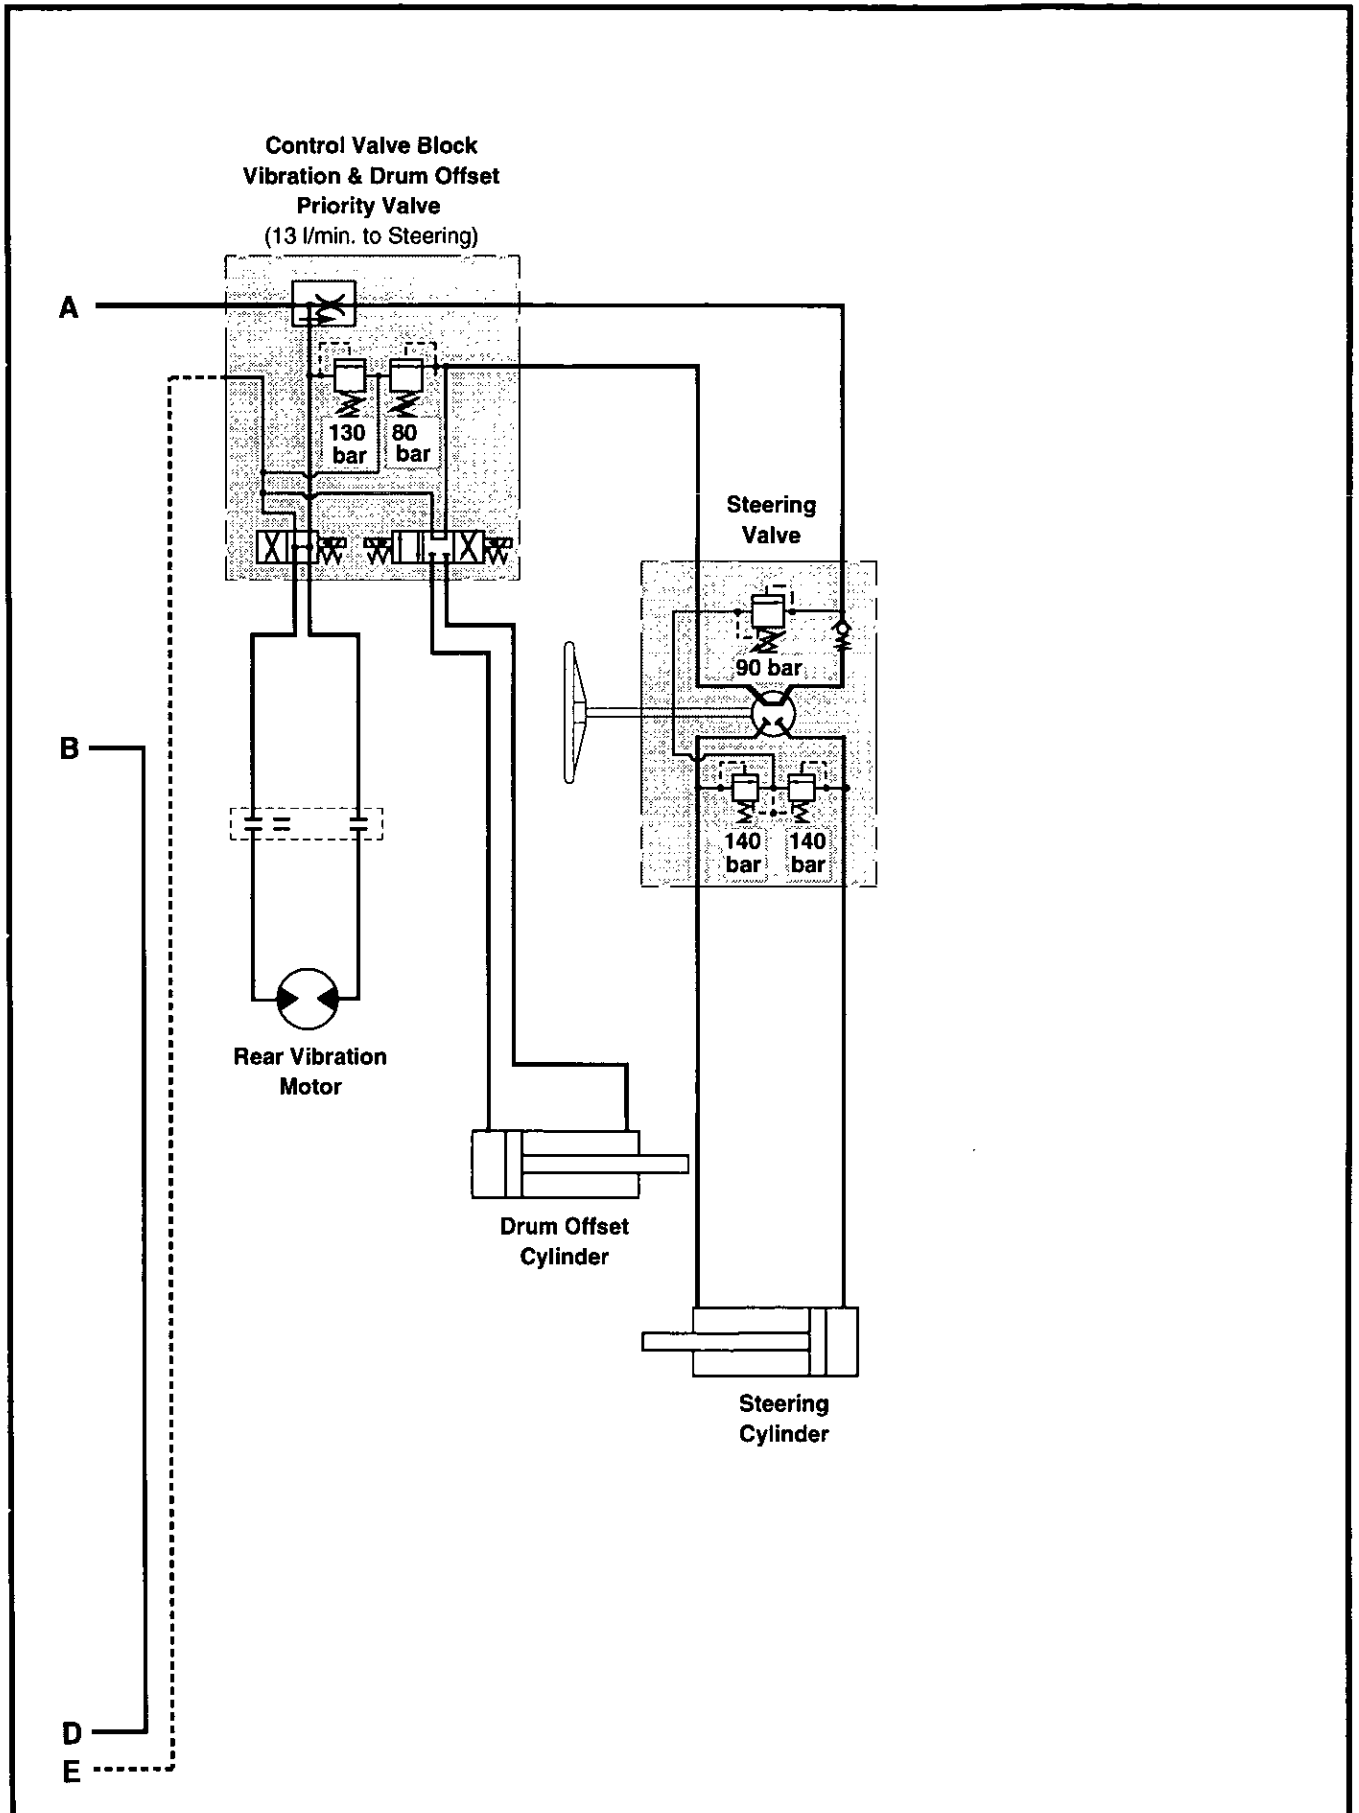 Control Valve Block
Vibration & Drum Offset
Priority Valve
(13 l/min. to Steering)
A
130
bar
80
bar
Steering
Valve
90 bar
B
140
bar
140
bar
Rear Vibration
Motor
Drum Offset
Cylinder
Steering
Cylinder
D
E